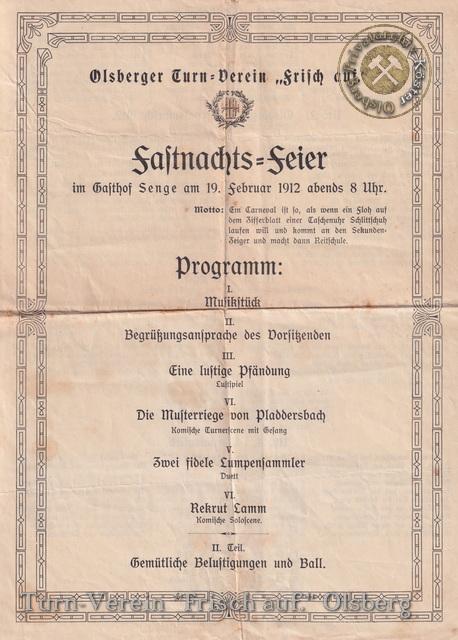 Olsberger Turn-Verein „Frisch auf"
Fastnachts-Feier
im Gasthof Senge am 19. Februar 1912 abends 8 Uhr.
Motto: Ein Carneval ist so, als wenn ein Floh auf
dem Zifferblatt einer Taschenuhr Schlittschuh
laufen will und kommt an den Sekunden-
Zeiger und macht dann Reitschule.
Programm:
I.
Musikstück
II.
Begrüßungsansprache des Vorsitzenden
III.
Eine lustige Pfändung
Lustspiel
VI.
Die Musterriege von Pladdersbach
Komische Turnerscene mit Gesang
V.
Zwei fidele Lumpensammler
Duett
VI.
Rekrut Lamm
Komische Soloscene.
II. Teil.
Gemütliche Belustigungen und Ball.
Turn-Verein "Frisch auf." Olsberg
Privatarchiv Köster Olsberg